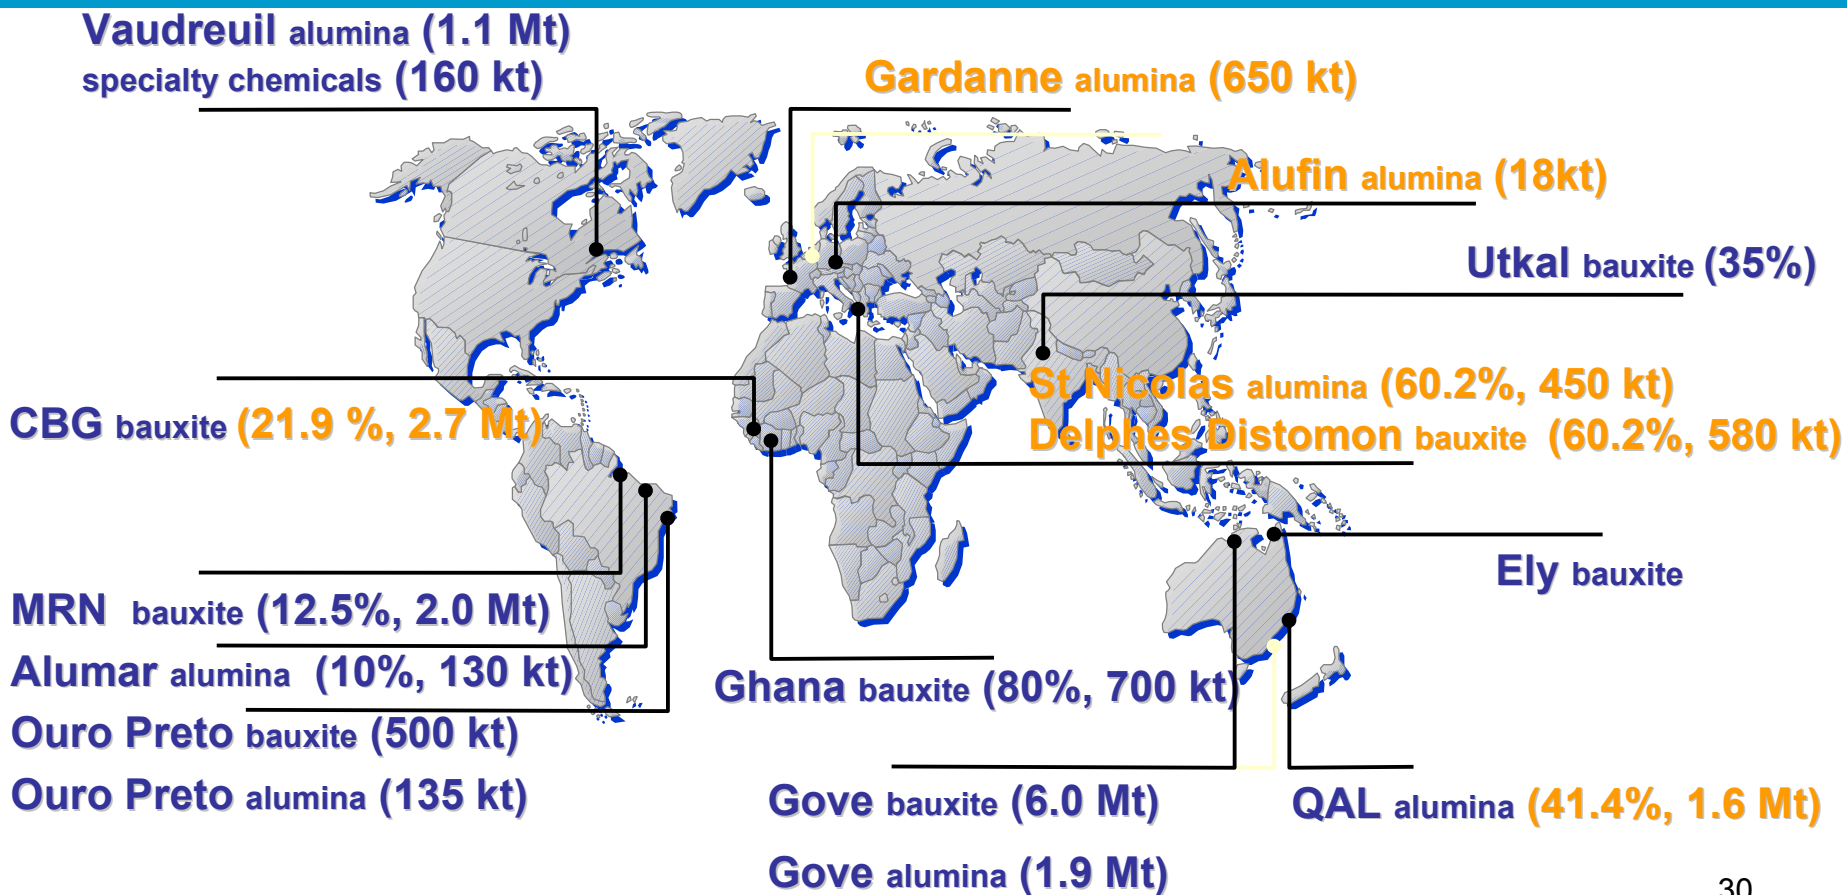 Vaudreuil alumina (1.1 Mt)
specialty chemicals (160 kt)
Gardanne alumina (650 kt)
Alufin alumina (18kt)
Utkal bauxite (35%)
St Nicolas alumina (60.2%, 450 kt)
Delphes Distomon bauxite (60.2%, 580 kt)
CBG bauxite (21.9 %, 2.7 Mt)
Ely bauxite
MRN bauxite (12.5%, 2.0 Mt)
Alumar alumina (10%, 130 kt)
Ghana bauxite (80%, 700 kt)
Ouro Preto bauxite (500 kt)
Ouro Preto alumina (135 kt)
Gove bauxite (6.0 Mt)
QAL alumina (41.4%, 1.6 Mt)
Gove alumina (1.9 Mt)
30